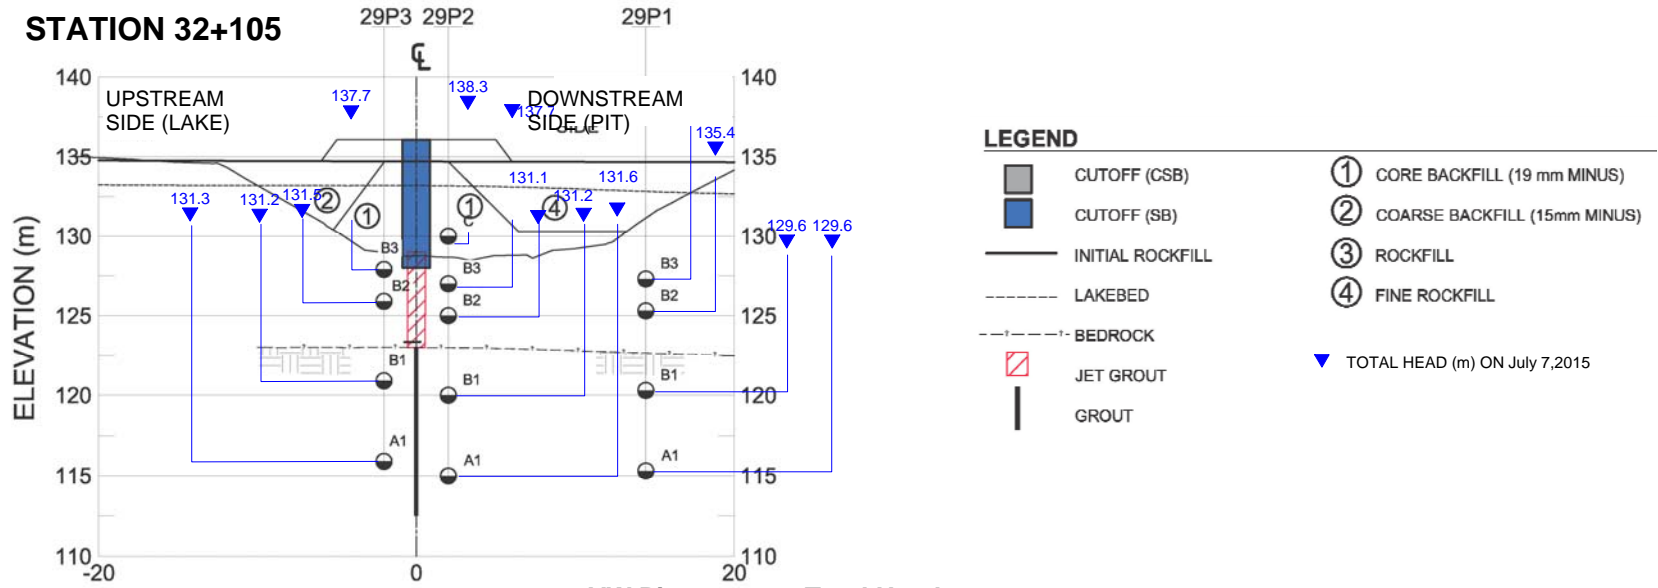 STATION 32+105
29P3 29P2 29P1
℄
140 140
UPSTREAM
SIDE (LAKE)
137.7
138.3
137.7
DOWNSTREAM
SIDE (PIT)
SIDE
135.4
135 135
131.3
131.2
131.5
2
1
1
C
131.1
131.2
4
131.6
130 130
129.6 129.6
B3
B3
B3
B2
B2
B2
125 125
B1
B1
B1
120 120
A1
A1
A1
115 115
110 110
-20 0 20
ELEVATION (m)
LEGEND
CUTOFF (CSB)
CUTOFF (SB)
INITIAL ROCKFILL
LAKEBED
BEDROCK
JET GROUT
GROUT
1 CORE BACKFILL (19 mm MINUS)
2 COARSE BACKFILL (15mm MINUS)
3 ROCKFILL
4 FINE ROCKFILL
TOTAL HEAD (m) ON July 7,2015